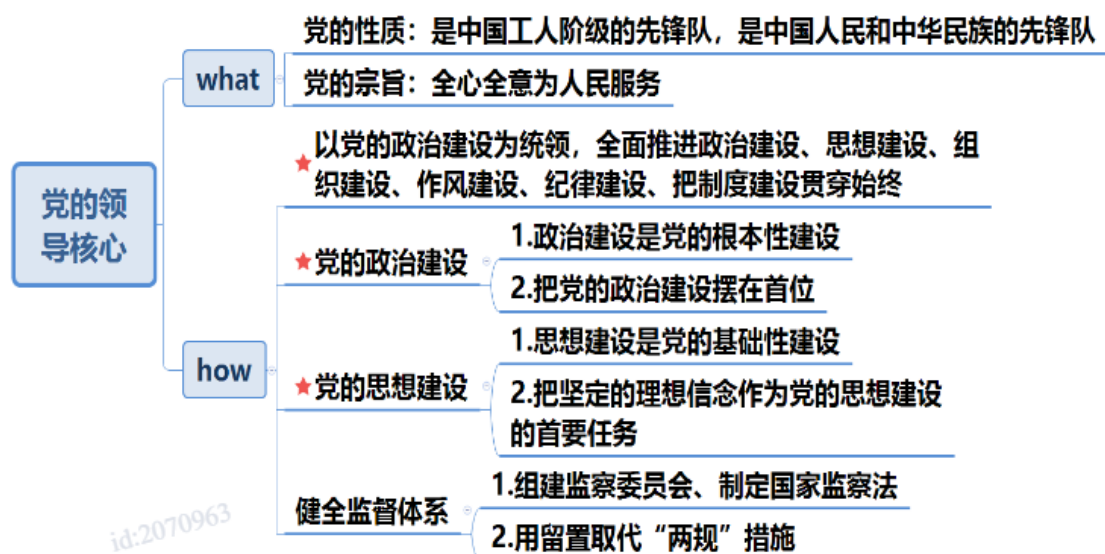 党的领
导核心
what
党的性质：是中国工人阶级的先锋队，是中国人民和中华民族的先锋队
党的宗旨：全心全意为人民服务
how
以党的政治建设为统领，全面推进政治建设、思想建设、组
织建设、作风建设、纪律建设、把制度建设贯穿始终
党的政治建设
1.政治建设是党的根本性建设
2.把党的政治建设摆在首位
党的思想建设
1.思想建设是党的基础性建设
2.把坚定的理想信念作为党的思想建设
的首要任务
健全监督体系
1.组建监察委员会、制定国家监察法
2.用留置取代“两规”措施
id:2070963